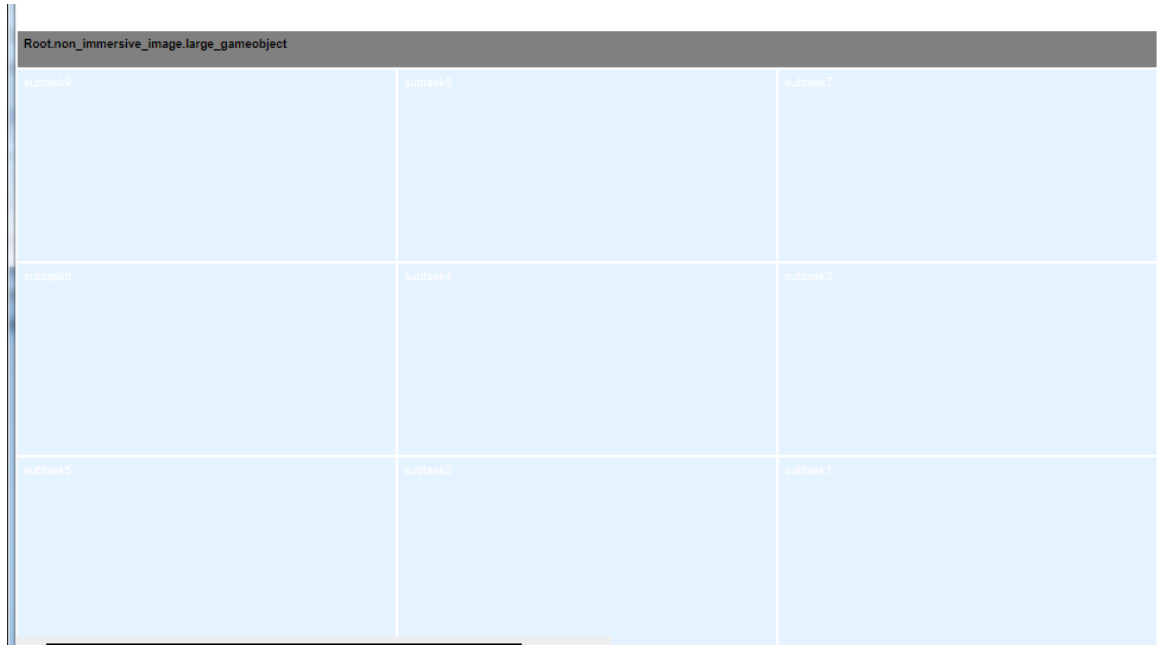 Root.non_immersive_image.large_gameobject
subtask9
subtask8
subtask7
subtask6
subtask4
subtask3
subtask5
subtask2
subtask1